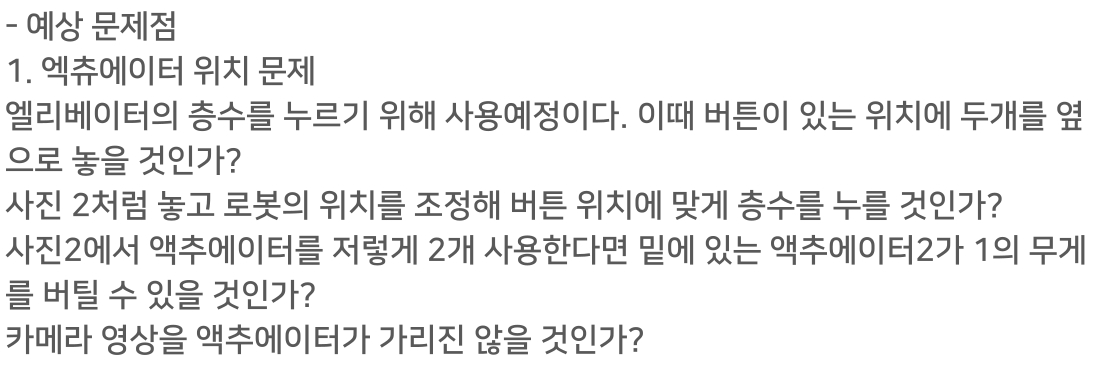 - 예상 문제점
1. 엑츄에이터 위치 문제
엘리베이터의 층수를 누르기 위해 사용예정이다. 이때 버튼이 있는 위치에 두개를 옆
으로 놓을 것인가?
사진 2처럼 놓고 로봇의 위치를 조정해 버튼 위치에 맞게 층수를 누를 것인가?
사진2에서 액추에이터를 저렇게 2개 사용한다면 밑에 있는 액추에이터2가 1의 무게
를 버틸 수 있을 것인가?
카메라 영상을 액추에이터가 가리진 않을 것인가?